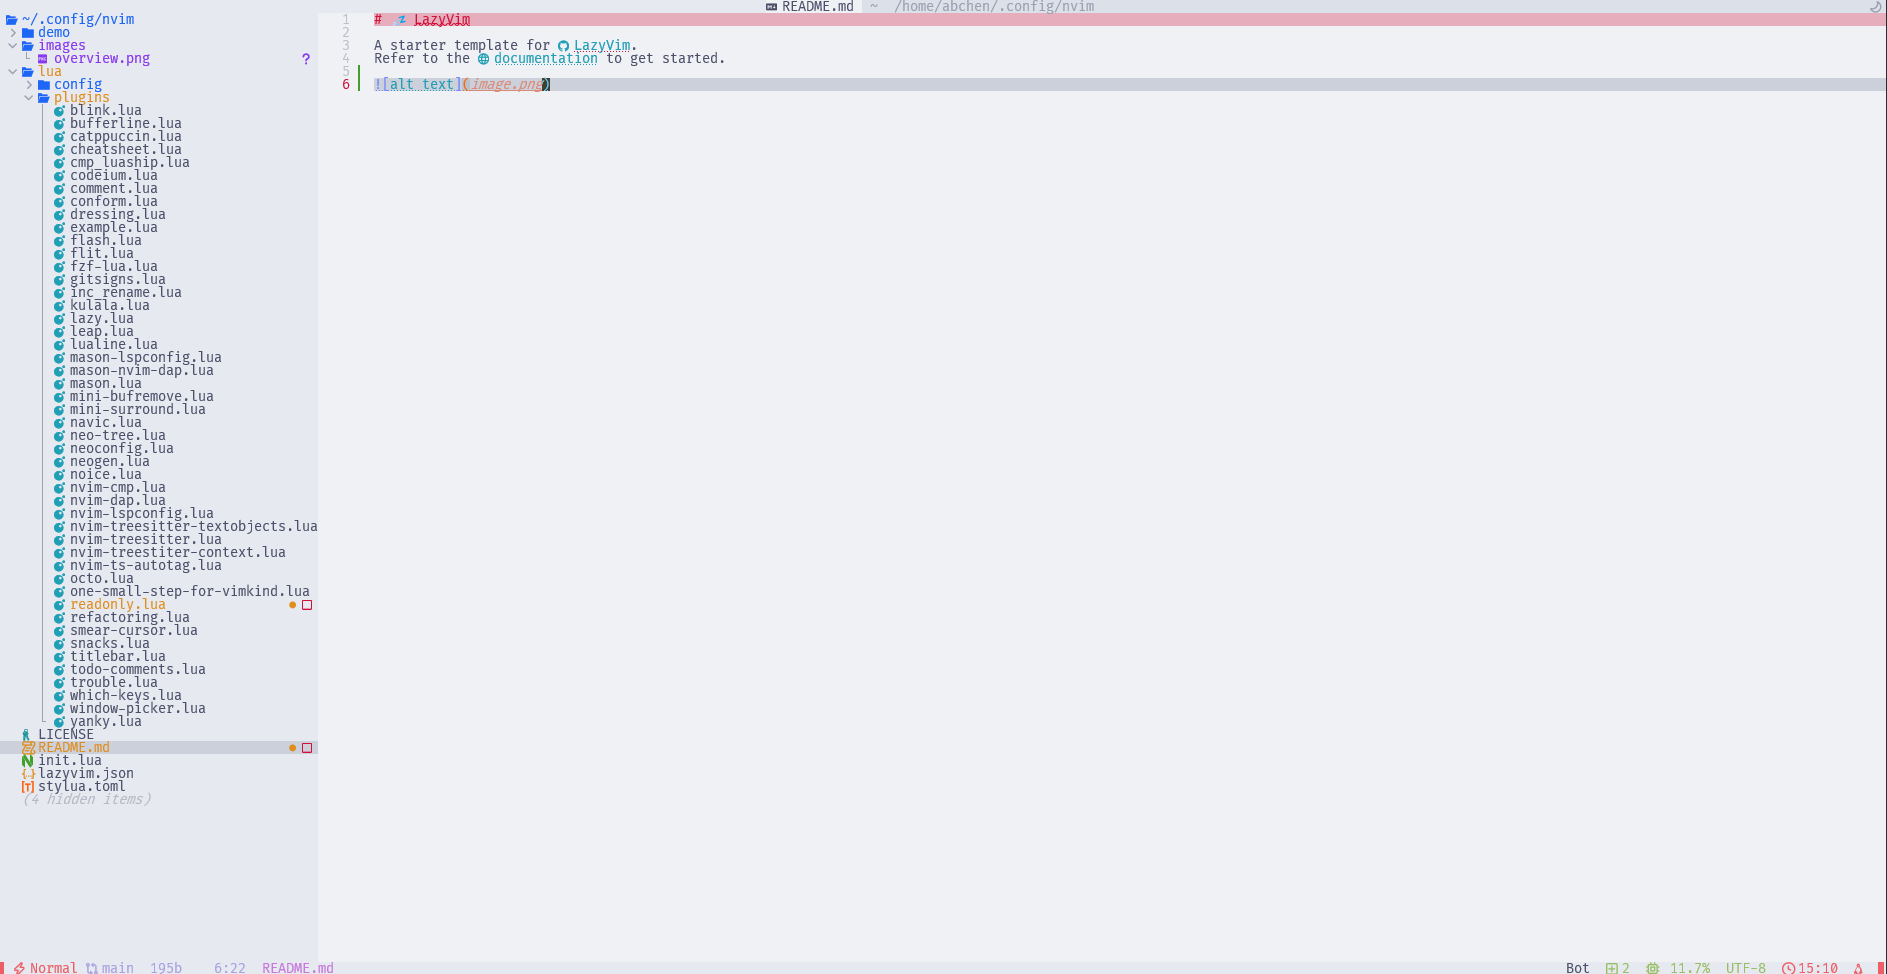 README.md ~ /home/abchen/.config/nvim
~/.config/nvim
demo
images
overview.png ?
lua
config
plugins
blink.lua
bufferline.lua
catppuccin.lua
cheatsheet.lua
cmp_luaship.lua
codeium.lua
comment.lua
conform.lua
dressing.lua
example.lua
flash.lua
flit.lua
fzf-lua.lua
gitsigns.lua
inc_rename.lua
kulala.lua
lazy.lua
leap.lua
lualine.lua
mason-lspconfig.lua
mason-nvim-dap.lua
mason.lua
mini-bufremove.lua
mini-surround.lua
navic.lua
neo-tree.lua
neoconfig.lua
neogen.lua
noice.lua
nvim-cmp.lua
nvim-dap.lua
nvim-lspconfig.lua
nvim-treesitter-textobjects.lua
nvim-treesitter.lua
nvim-treestiter-context.lua
nvim-ts-autotag.lua
octo.lua
one-small-step-for-vimkind.lua
readonly.lua
refactoring.lua
smear-cursor.lua
snacks.lua
titlebar.lua
todo-comments.lua
trouble.lua
which-keys.lua
window-picker.lua
yanky.lua
LICENSE
README.md
init.lua
lazyvim.json
stylua.toml
(4 hidden items)
1 # 💤 LazyVim
2
3 A starter template for LazyVim.
4 Refer to the documentation to get started.
5
6 ![alt text](image.png)
Normal main 195b 6:22 README.md
Bot 2 11.7% UTF-8 15:10